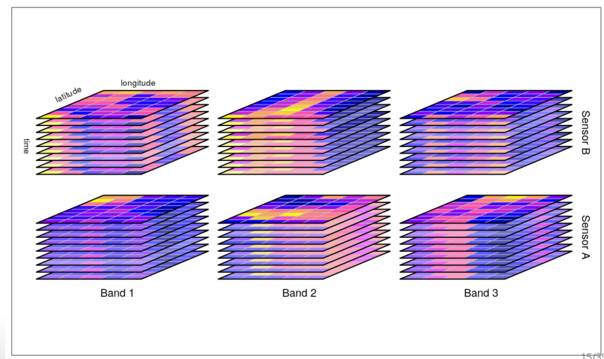 longitude
latitude
time
Sensor B
Sensor A
Band 1
Band 2
Band 3